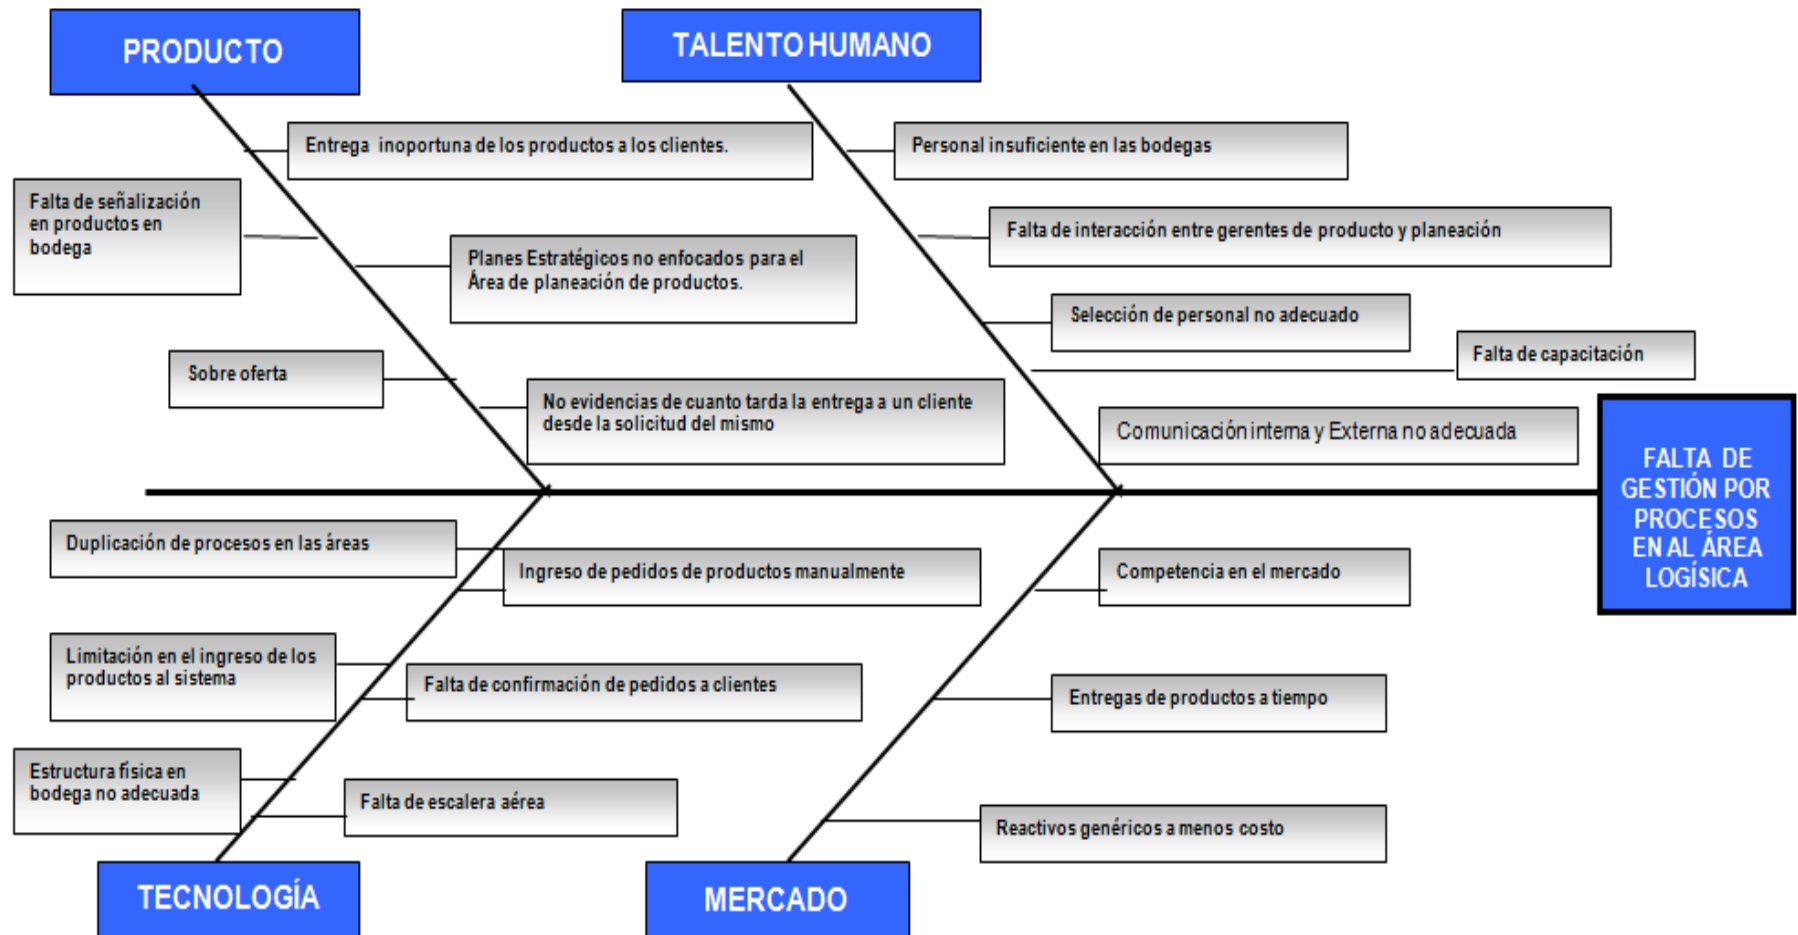 PRODUCTO
TALENTO HUMANO
Entrega inoportuna de los productos a los clientes.
Personal insuficiente en las bodegas
Falta de señalización
en productos en
bodega
Falta de interacción entre gerentes de producto y planeación
Planes Estratégicos no enfocados para el
Área de planeación de productos.
Selección de personal no adecuado
Falta de capacitación
Sobre oferta
No evidencias de cuanto tarda la entrega a un cliente
desde la solicitud del mismo
Comunicación interna y Externa no adecuada
FALTA DE
GESTIÓN POR
PROCESOS
EN AL ÁREA
LOGÍSICA
Duplicación de procesos en las áreas
Ingreso de pedidos de productos manualmente
Competencia en el mercado
Limitación en el ingreso de los
productos al sistema
Falta de confirmación de pedidos a clientes
Entregas de productos a tiempo
Estructura física en
bodega no adecuada
Falta de escalera aérea
Reactivos genéricos a menos costo
TECNOLOGÍA
MERCADO